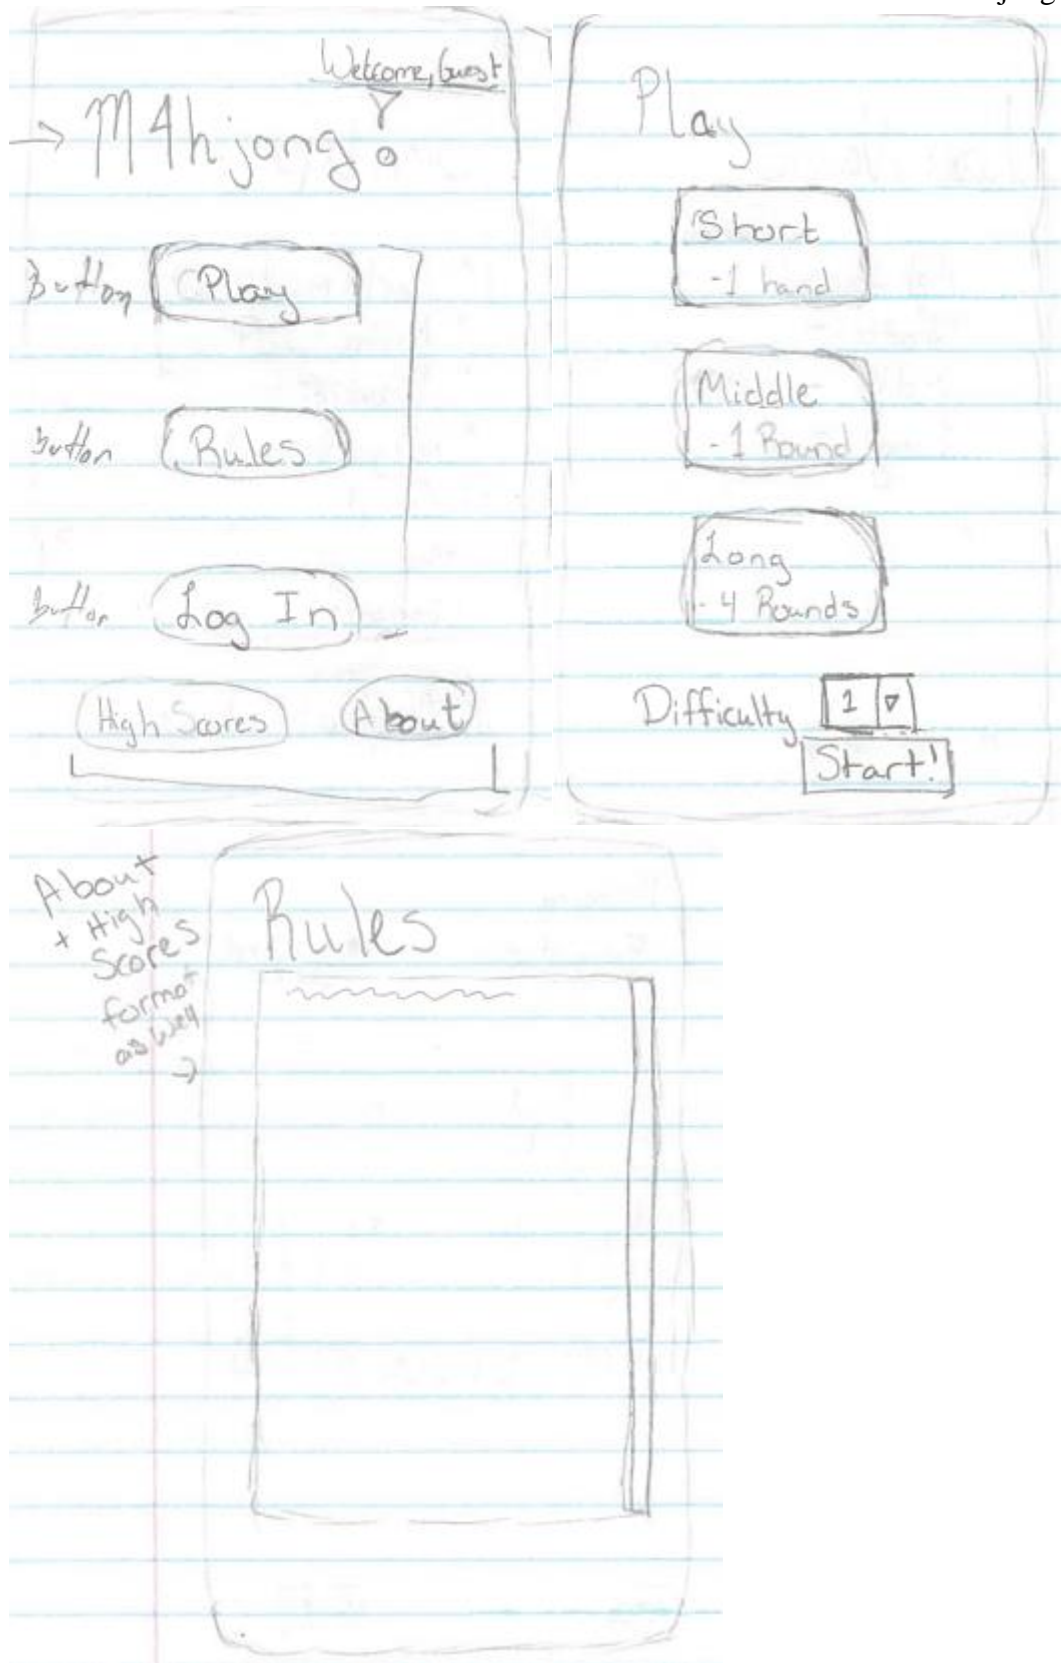 jong
Welcome, Guest
→ M4hjong!
Button Play
button Rules
button Log In
High Scores About
Play
Short
-1 hand
Middle
-1 Round
Long
- 4 Rounds
Difficulty 1 ▽
Start!
About
+ High
Scores
format
as well
→
Rules